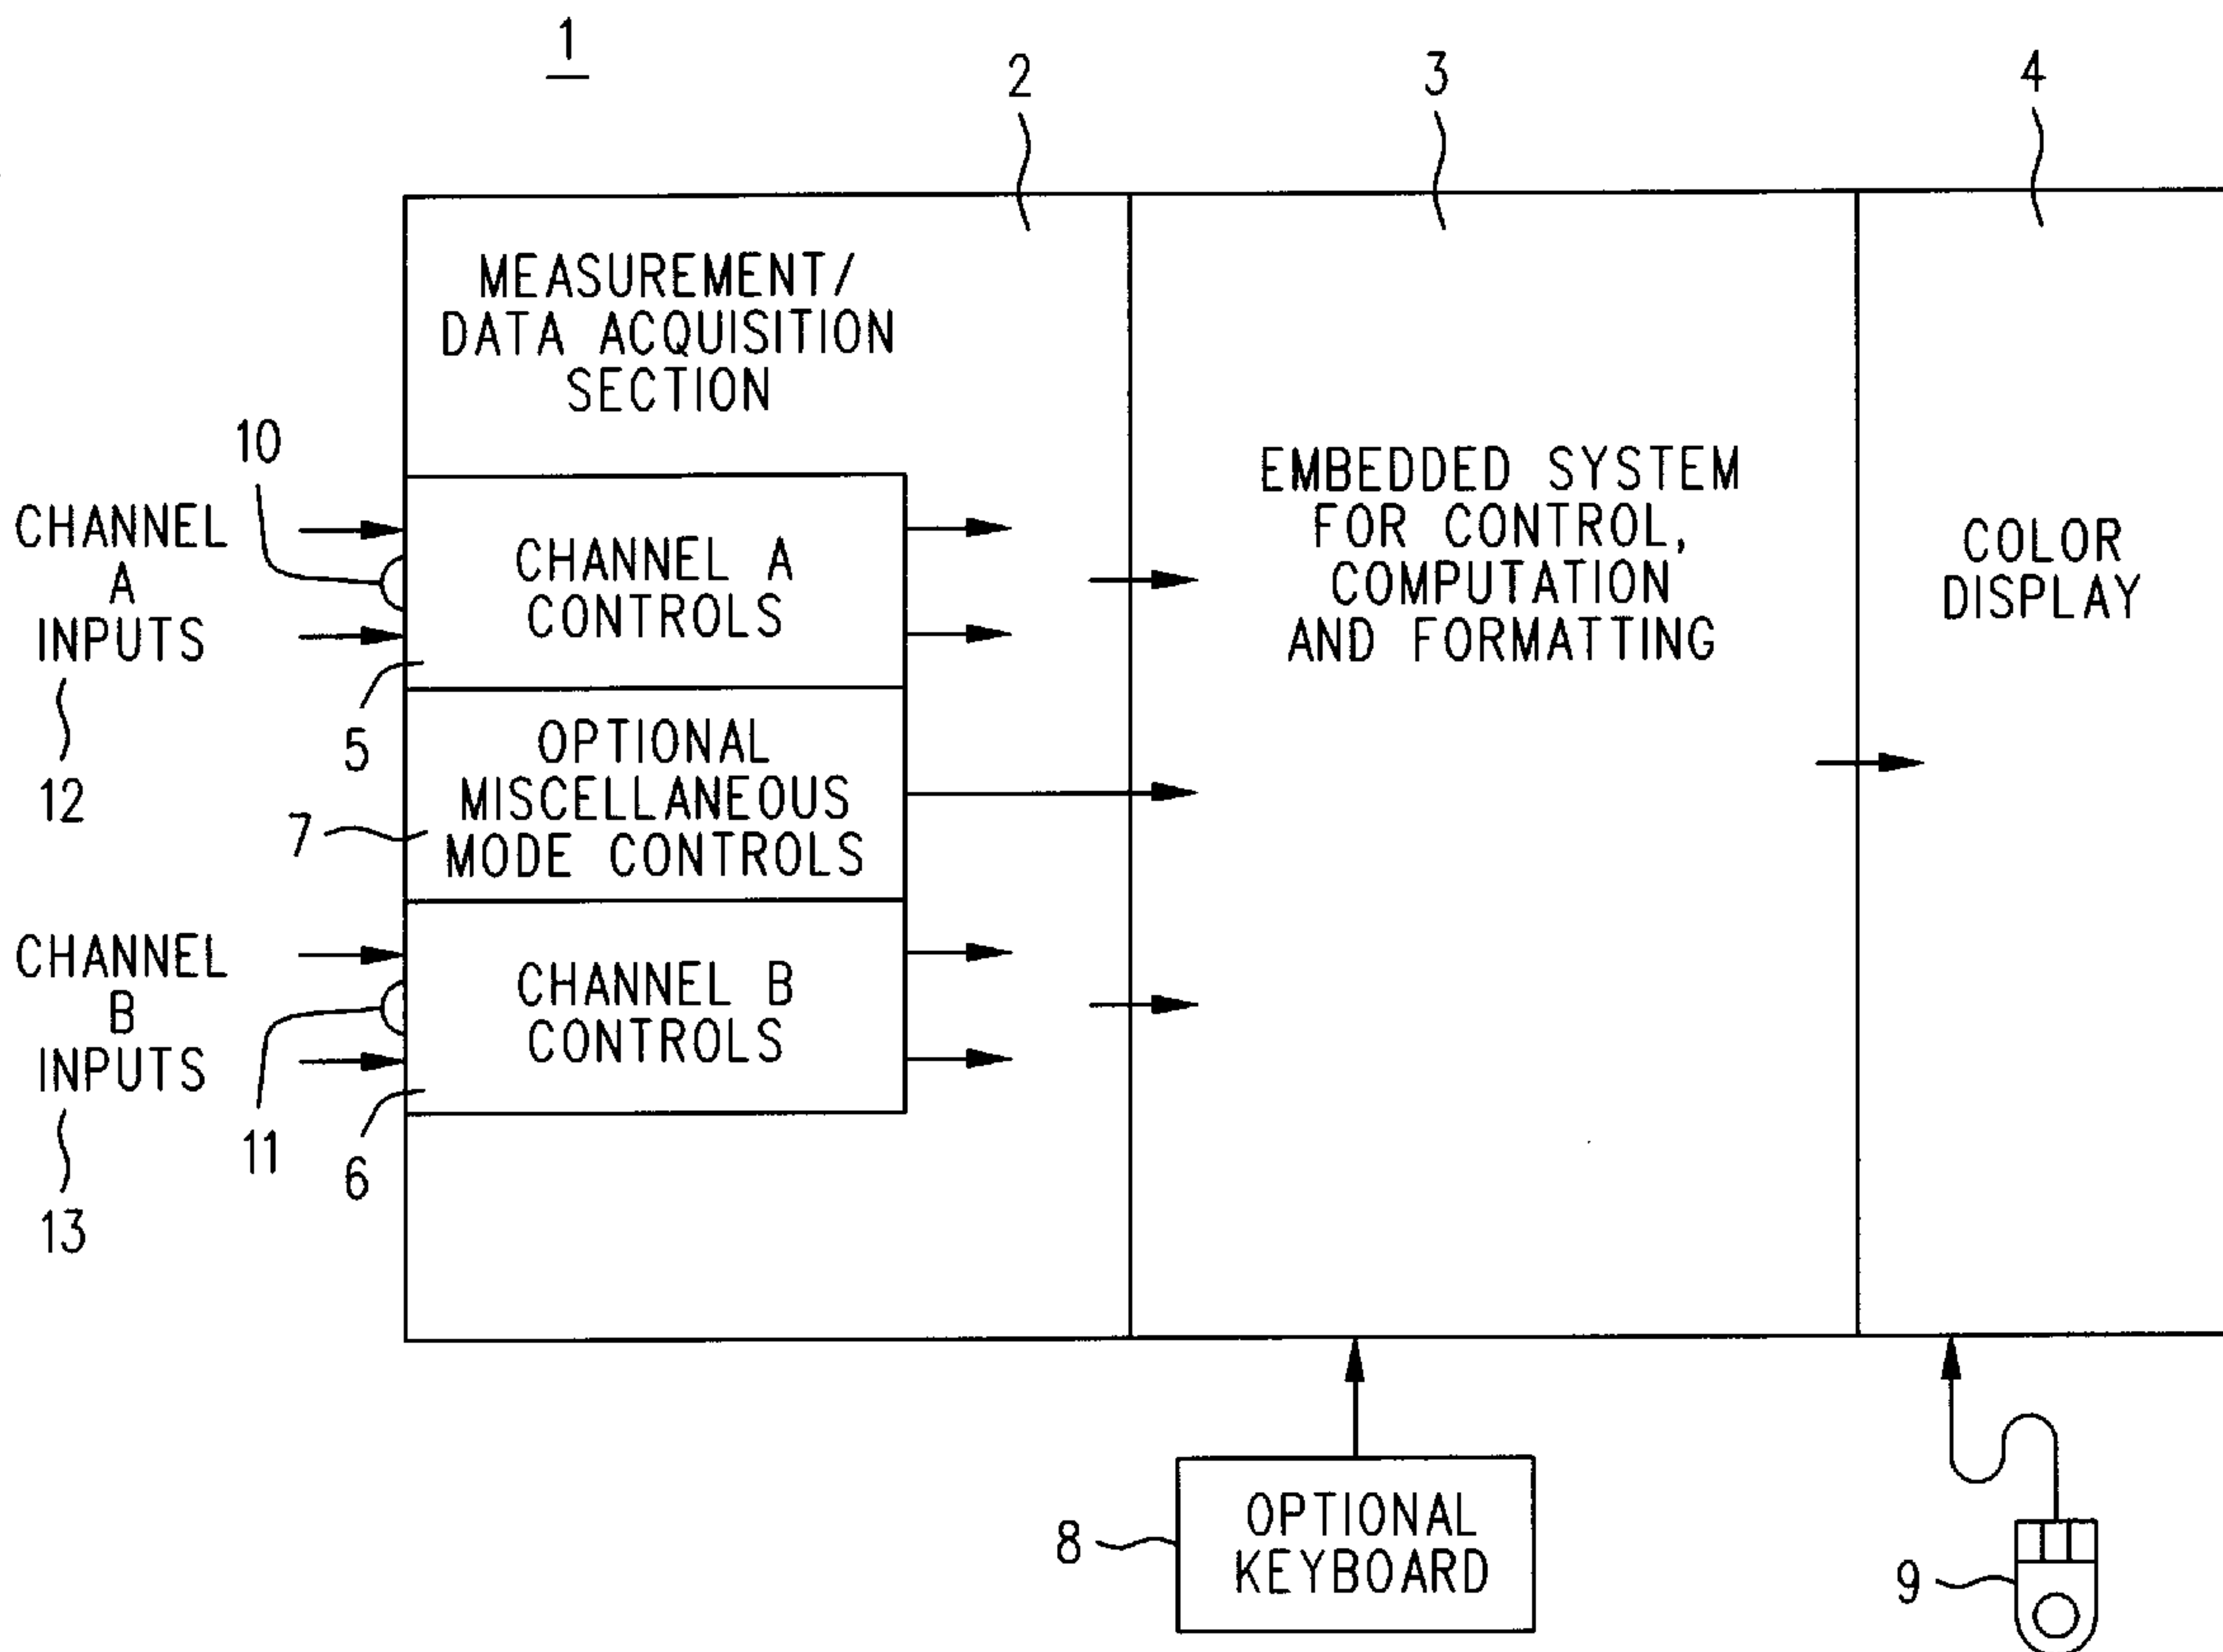 1
2
3
4
MEASUREMENT/
DATA ACQUISITION
SECTION
10
CHANNEL
A
INPUTS
12
CHANNEL A
CONTROLS
5
OPTIONAL
MISCELLANEOUS
MODE CONTROLS
7
CHANNEL
B
INPUTS
13
11
CHANNEL B
CONTROLS
6
EMBEDDED SYSTEM
FOR CONTROL,
COMPUTATION
AND FORMATTING
COLOR
DISPLAY
8
OPTIONAL
KEYBOARD
9